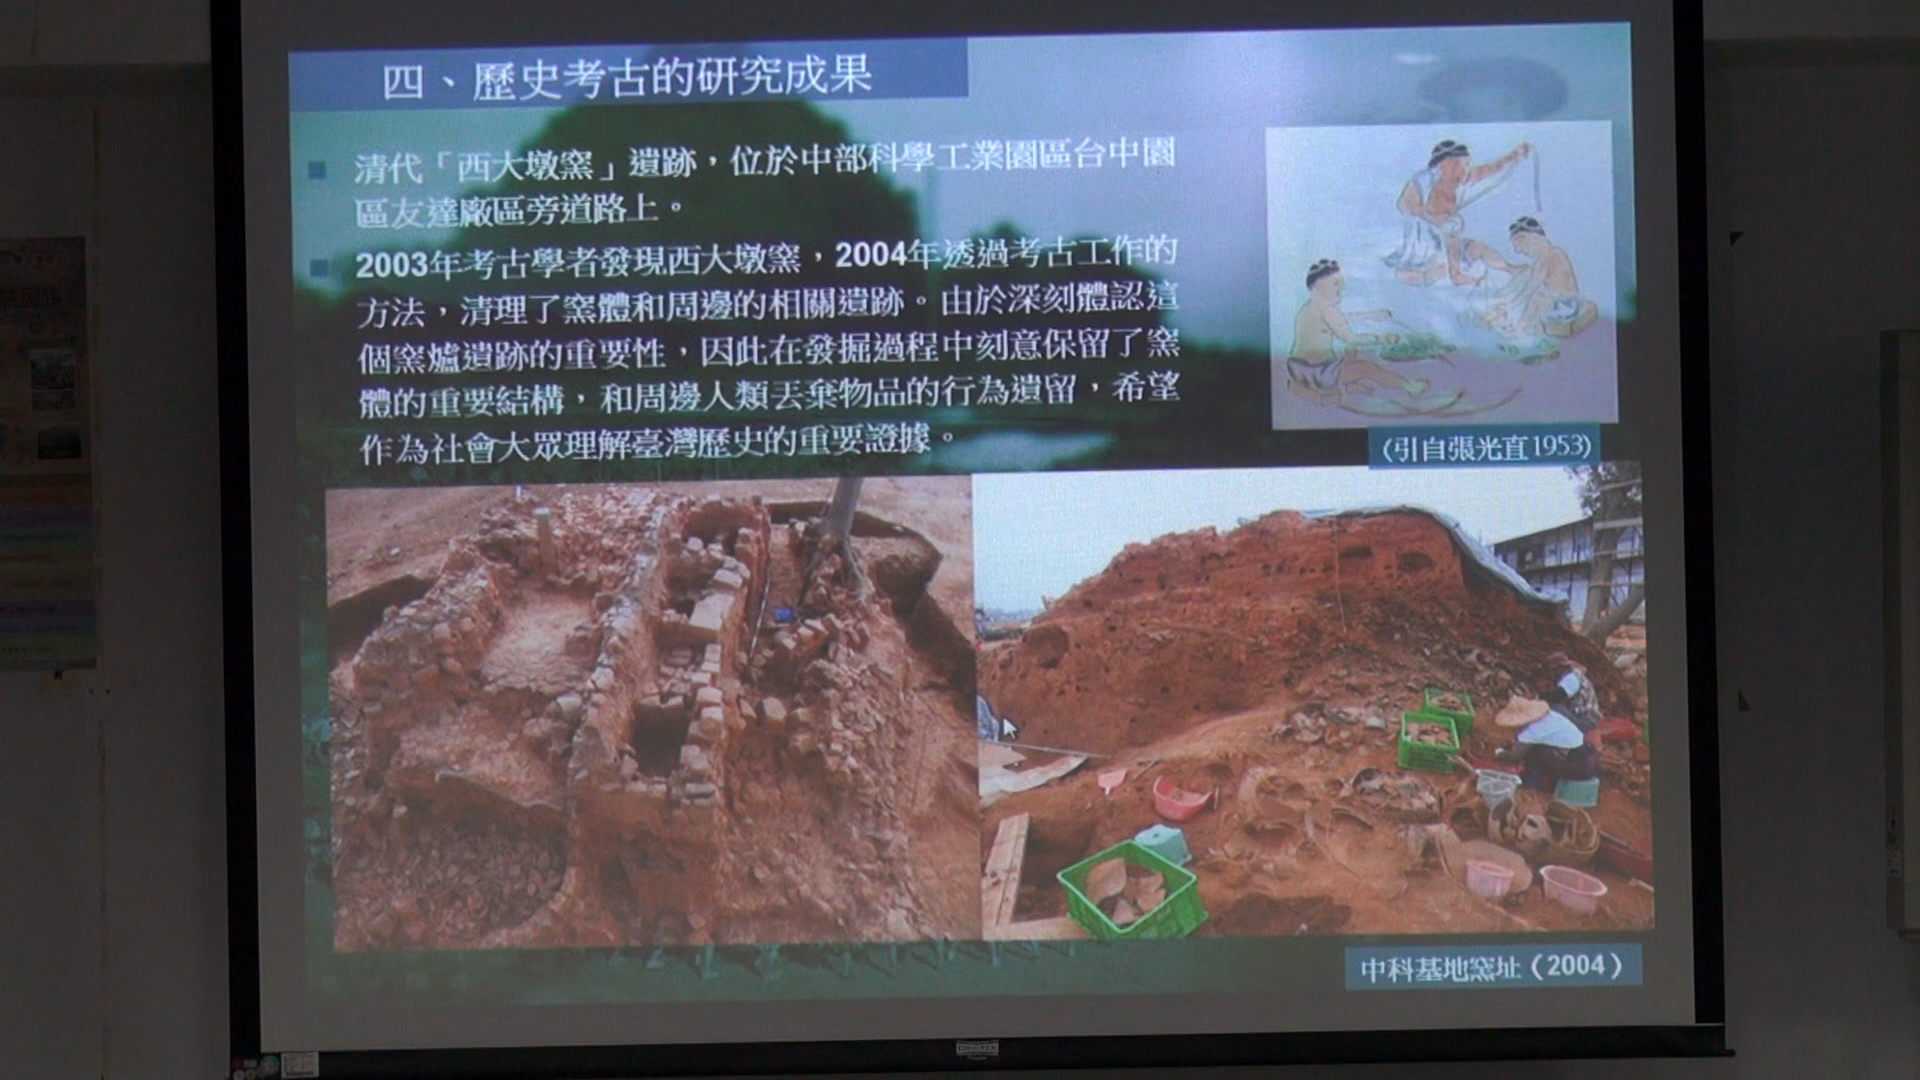 四、歷史考古的研究成果
清代「西大墩窯」遺跡，位於中部科學工業園區台中園
區友達廠區旁道路上。
2003年考古學者發現西大墩窯，2004年透過考古工作的
方法，清理了窯體和周邊的相關遺跡。由於深刻體認這
個窯爐遺跡的重要性，因此在發掘過程中刻意保留了窯
體的重要結構，和周邊人類丟棄物品的行為遺留，希望
作為社會大眾理解臺灣歷史的重要證據。
（引自張光直1953）
中科基地窯址（2004）